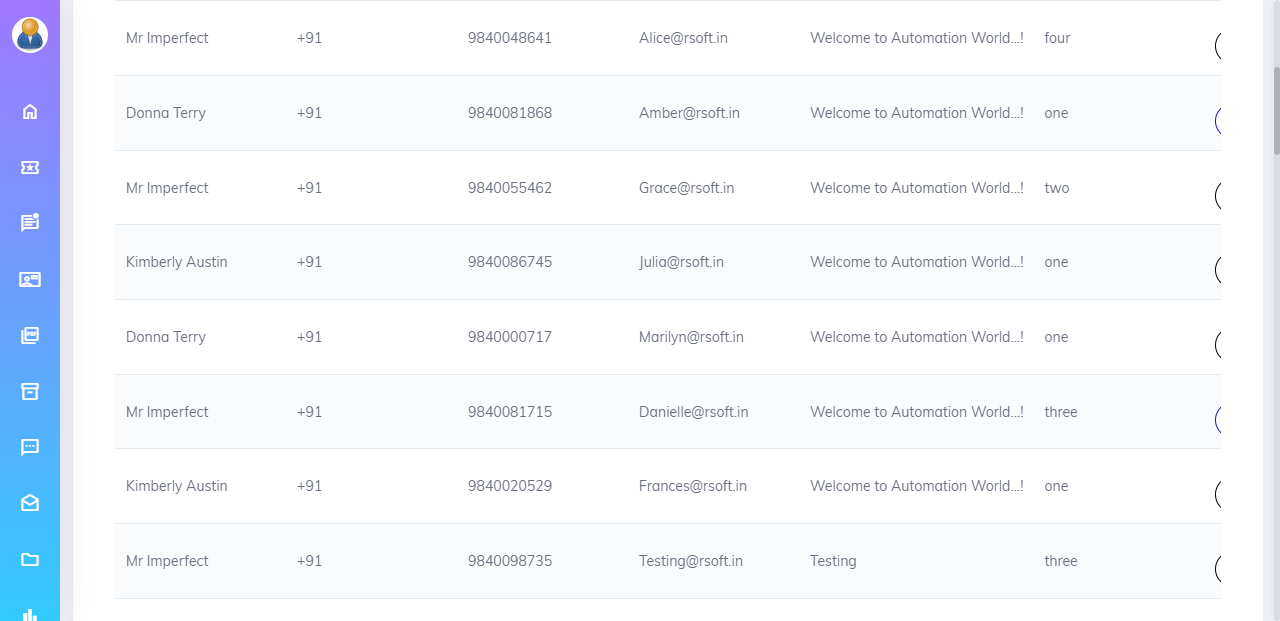 Mr Imperfect +91 9840048641 Alice@rsoft.in Welcome to Automation World...! four
Donna Terry +91 9840081868 Amber@rsoft.in Welcome to Automation World...! one
Mr Imperfect +91 9840055462 Grace@rsoft.in Welcome to Automation World...! two
Kimberly Austin +91 9840086745 Julia@rsoft.in Welcome to Automation World...! one
Donna Terry +91 9840000717 Marilyn@rsoft.in Welcome to Automation World...! one
Mr Imperfect +91 9840081715 Danielle@rsoft.in Welcome to Automation World...! three
Kimberly Austin +91 9840020529 Frances@rsoft.in Welcome to Automation World...! one
Mr Imperfect +91 9840098735 Testing@rsoft.in Testing three